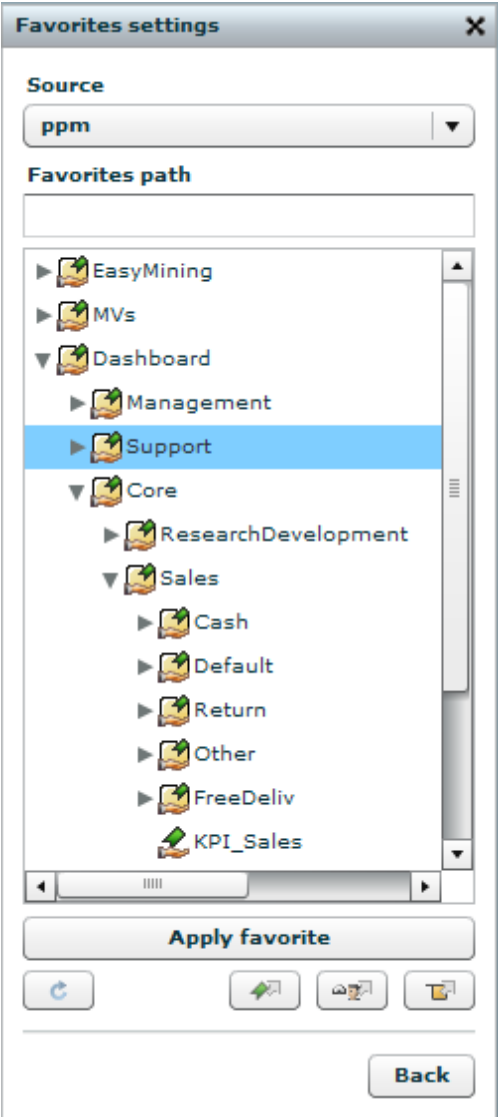 Favorites settings
Source
ppm
Favorites path
EasyMining
MVs
Dashboard
Management
Support
Core
ResearchDevelopment
Sales
Cash
Default
Return
Other
FreeDeliv
KPI_Sales
Apply favorite
Back